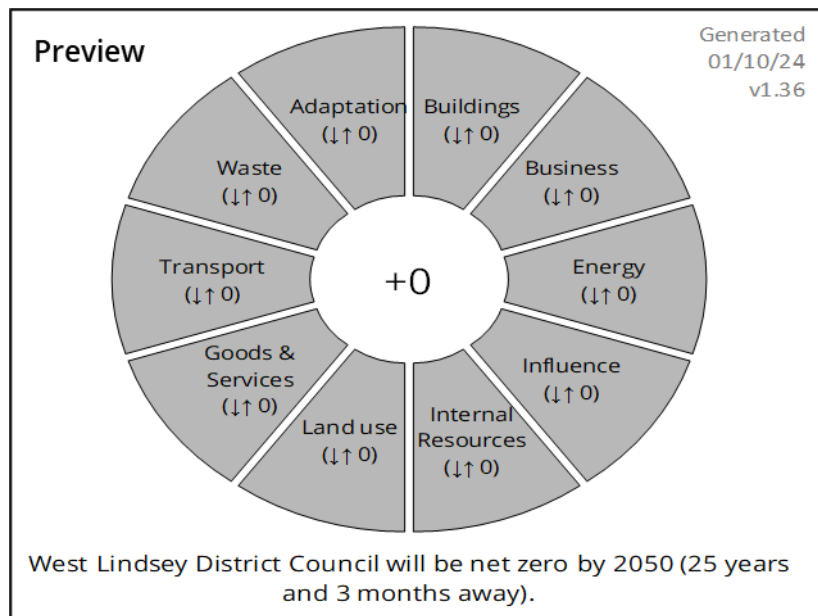 Preview
Generated
01/10/24
v1.36
Adaptation
(↓↑ 0)
Buildings
(↓↑ 0)
Waste
(↓↑ 0)
Business
(↓↑ 0)
Transport
(↓↑ 0)
+0
Energy
(↓↑ 0)
Goods &
Services
(↓↑ 0)
Influence
(↓↑ 0)
Land use
(↓↑ 0)
Internal
Resources
(↓↑ 0)
West Lindsey District Council will be net zero by 2050 (25 years
and 3 months away).